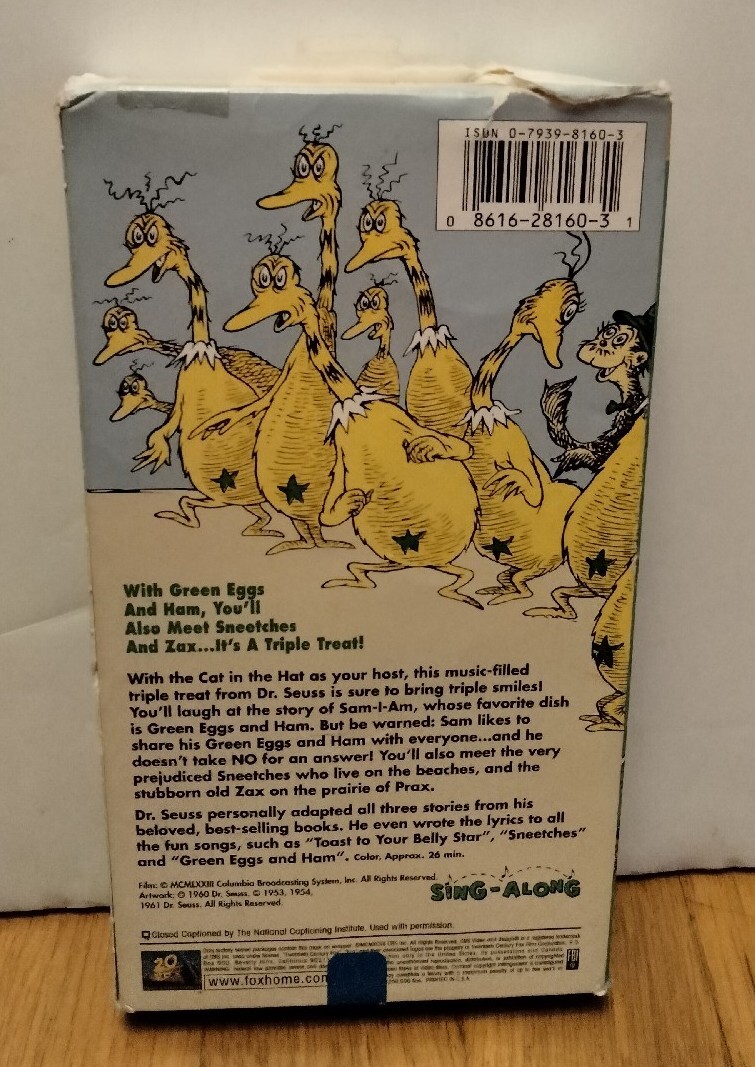 ISDN 0-7939-8160-3
0 8616-28160-3 1
With Green Eggs
And Ham, You'll
Also Meet Sneetches
And Zax...It's A Triple Treat!
With the Cat in the Hat as your host, this music-filled
triple treat from Dr. Seuss is sure to bring triple smiles!
You'll laugh at the story of Sam-I-Am, whose favorite dish
is Green Eggs and Ham. But be warned: Sam likes to
share his Green Eggs and Ham with everyone...and he
doesn't take NO for an answer! You'll also meet the very
prejudiced Sneetches who live on the beaches, and the
stubborn old Zax on the prairie of Prax.
Dr. Seuss personally adapted all three stories from his
beloved, best-selling books. He even wrote the lyrics to all
the fun songs, such as "Toast to Your Belly Star", "Sneetches"
and "Green Eggs and Ham". Color, Approx. 26 min.
Film: © MCMLXXIII Columbia Broadcasting System, Inc. All Rights Reserved.
Artwork: © 1960 Dr. Seuss. © 1953, 1954,
1961 Dr. Seuss. All Rights Reserved.
SING-ALONG
Closed Captioned by The National Captioning Institute. Used with permission.
20
FBI
www.foxhome.con